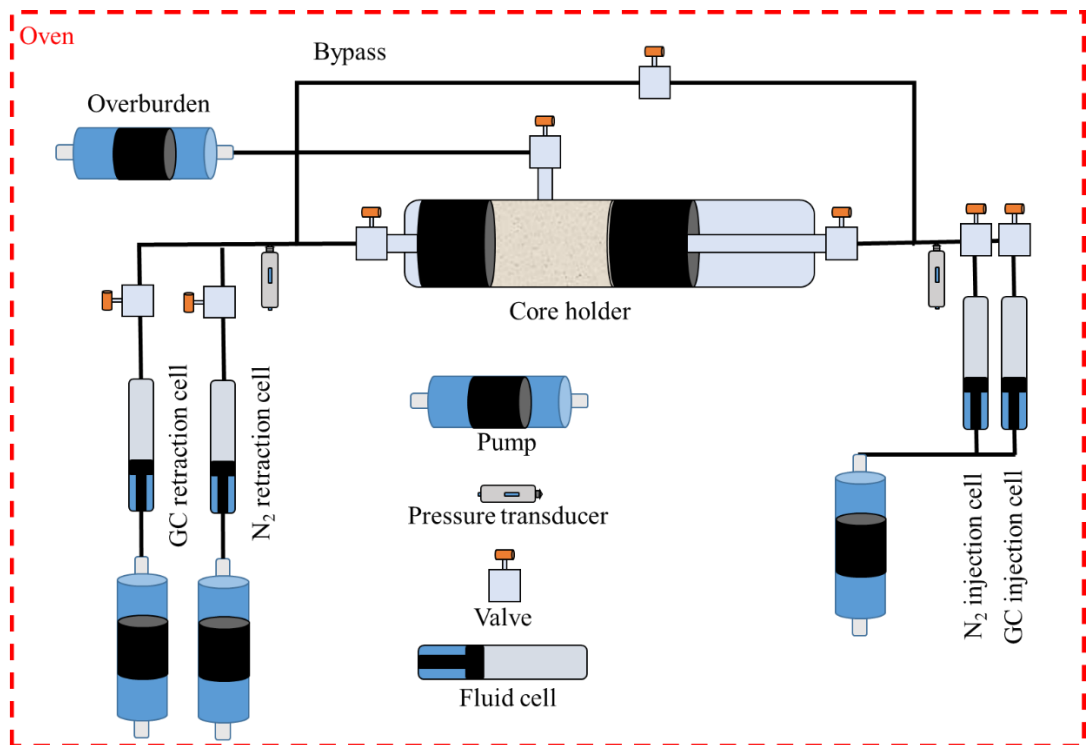 Oven
Bypass
Overburden
Core holder
GC retraction cell
N₂ retraction cell
Pump
Pressure transducer
Valve
Fluid cell
N₂ injection cell
GC injection cell